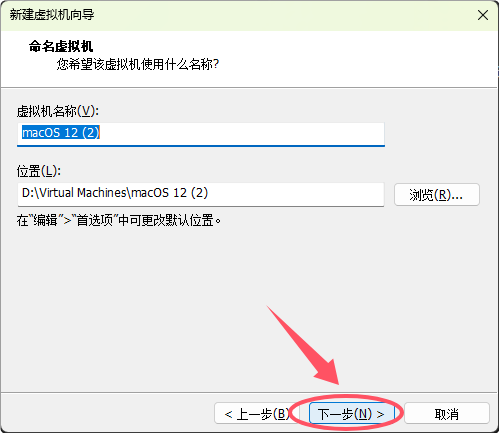 新建虚拟机向导
命名虚拟机
您希望该虚拟机使用什么名称?
虚拟机名称(V):
macOS 12 (2)
位置(L):
D:\Virtual Machines\macOS 12 (2)
浏览(R)...
在“编辑”>“首选项”中可更改默认位置。
< 上一步(B)
下一步(N) >
取消